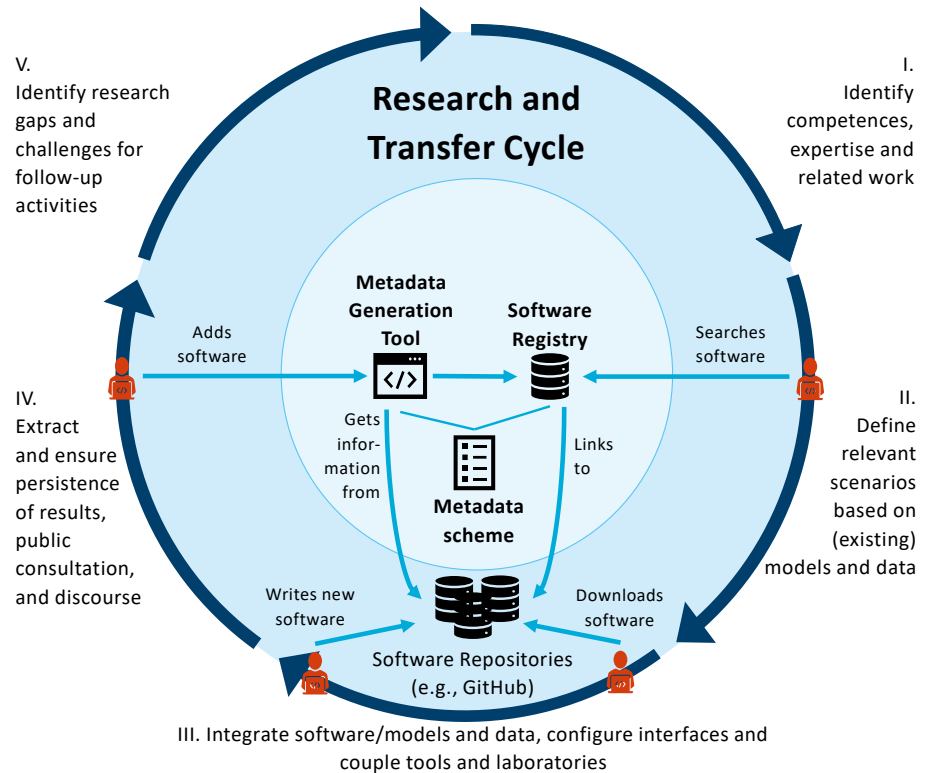 Research and
Transfer Cycle
I.
Identify
competences,
expertise and
related work
II.
Define
relevant
scenarios
based on
(existing)
models and data
III. Integrate software/models and data, configure interfaces and
couple tools and laboratories
IV.
Extract
and ensure
persistence
of results,
public
consultation,
and discourse
V.
Identify research
gaps and
challenges for
follow-up
activities
Metadata
Generation
Tool
</>
Software
Registry
Adds
software
Searches
software
Gets
infor-
mation
from
Links
to
Metadata
scheme
Writes new
software
Downloads
software
Software Repositories
(e.g., GitHub)